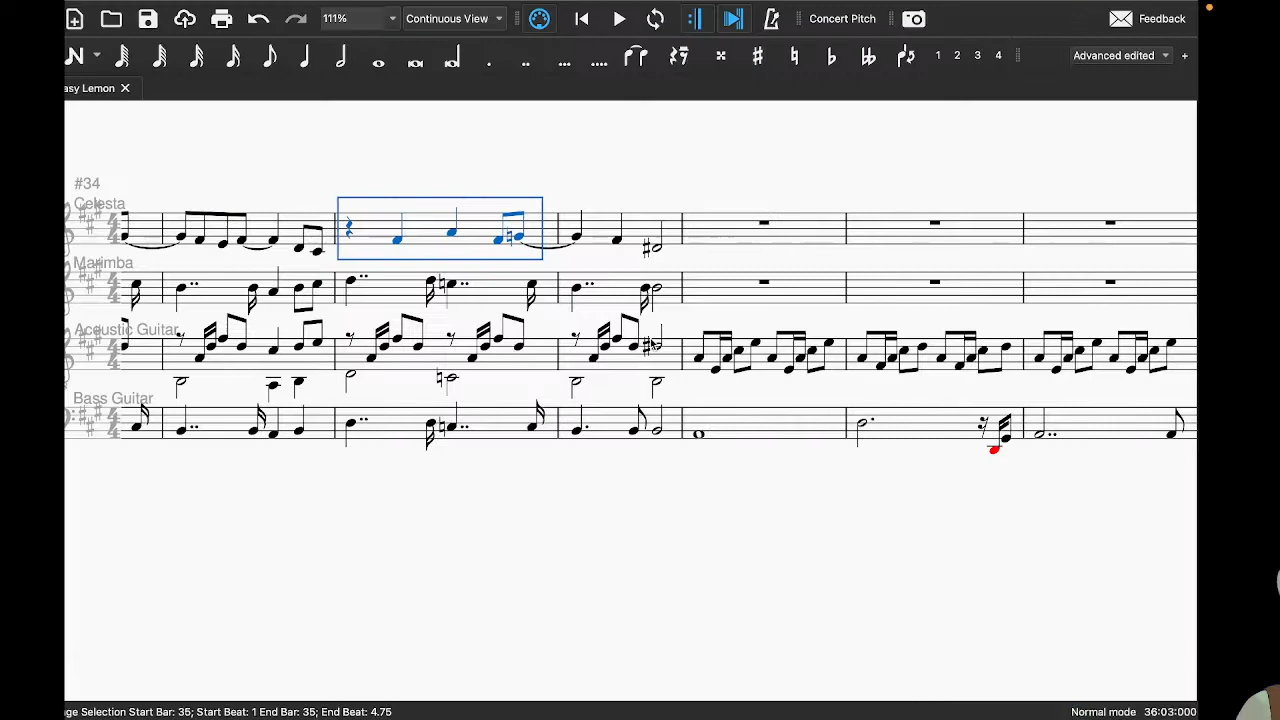 111%
Continuous View
Concert Pitch
Feedback
1 2 3 4
Advanced edited
+
asy Lemon
#34
Celesta
Marimba
Acoustic Guitar
Bass Guitar
ge Selection Start Bar: 35; Start Beat: 1 End Bar: 35; End Beat: 4.75
Normal mode
36:03:000